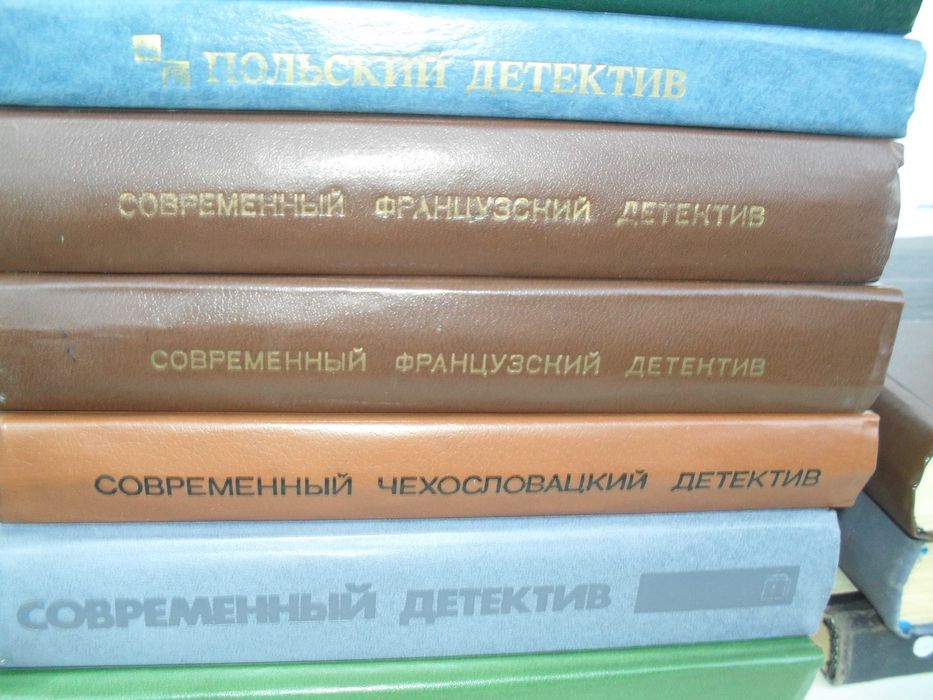 ПОЛЬСКИЙ ДЕТЕКТИВ
СОВРЕМЕННЫЙ ФРАНЦУЗСКИЙ ДЕТЕКТИВ
СОВРЕМЕННЫЙ ФРАНЦУЗСКИЙ ДЕТЕКТИВ
СОВРЕМЕННЫЙ ЧЕХОСЛОВАЦКИЙ ДЕТЕКТИВ
СОВРЕМЕННЫЙ ДЕТЕКТИВ